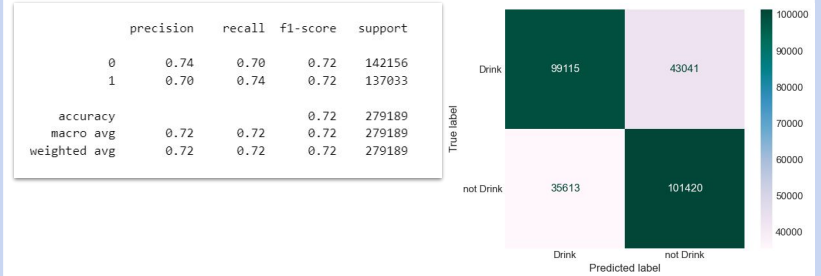 precision recall f1-score support
0 0.74 0.70 0.72 142156
1 0.70 0.74 0.72 137033
accuracy 0.72 279189
macro avg 0.72 0.72 0.72 279189
weighted avg 0.72 0.72 0.72 279189
True label
Drink
99115 43041
not Drink
35613 101420
Drink not Drink
Predicted label
100000
90000
80000
70000
60000
50000
40000